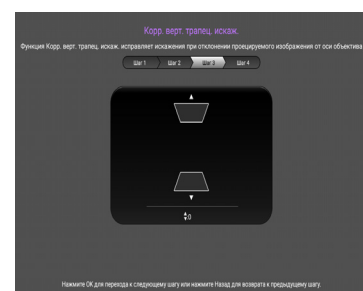 Корр. верт. трапец. искаж.
Функция Корр. верт. трапец. искаж. исправляет искажения при отклонении проецируемого изображения от оси объектива
Шаг 1 Шаг 2 Шаг 3 Шаг 4
0
Нажмите OK для перехода к следующему шагу или нажмите Назад для возврата к предыдущему шагу.